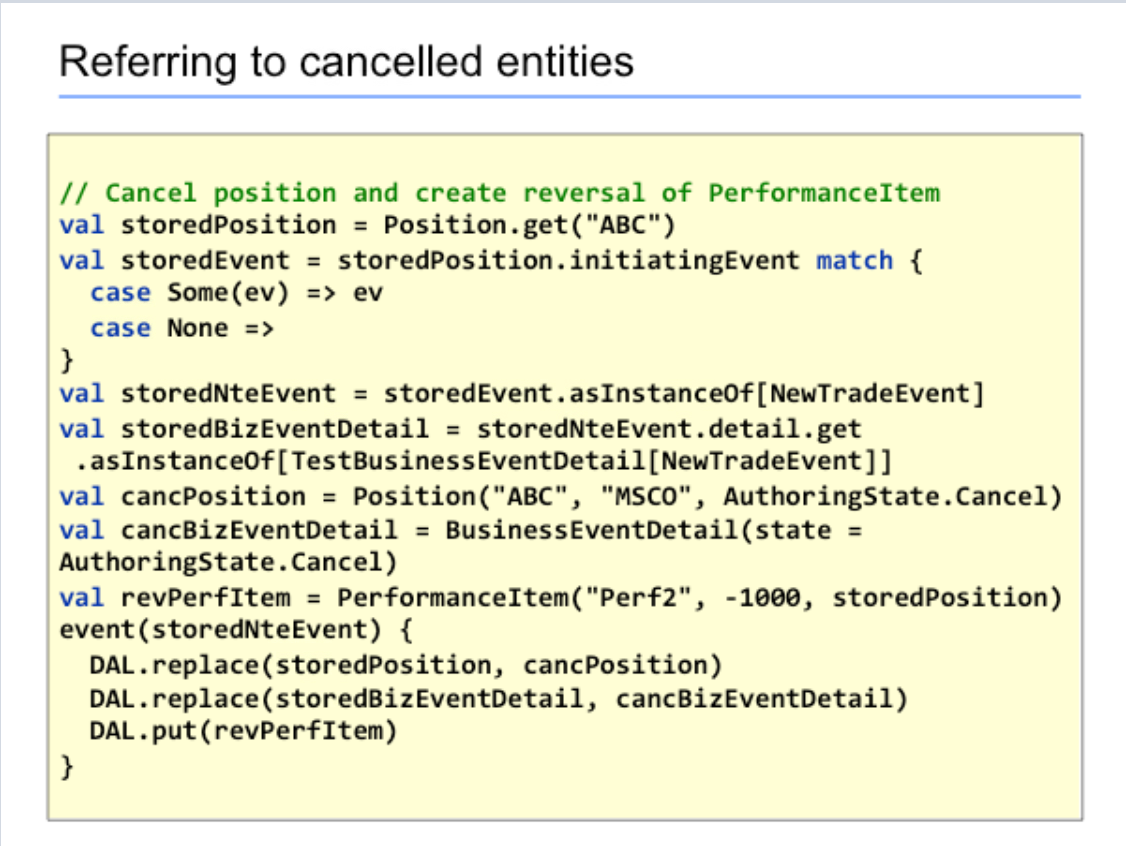 Referring to cancelled entities
// Cancel position and create reversal of PerformanceItem
val storedPosition = Position.get("ABC")
val storedEvent = storedPosition.initiatingEvent match {
  case Some(ev) => ev
  case None =>
}
val storedNteEvent = storedEvent.asInstanceOf[NewTradeEvent]
val storedBizEventDetail = storedNteEvent.detail.get
 .asInstanceOf[TestBusinessEventDetail[NewTradeEvent]]
val cancPosition = Position("ABC", "MSCO", AuthoringState.Cancel)
val cancBizEventDetail = BusinessEventDetail(state =
AuthoringState.Cancel)
val revPerfItem = PerformanceItem("Perf2", -1000, storedPosition)
event(storedNteEvent) {
  DAL.replace(storedPosition, cancPosition)
  DAL.replace(storedBizEventDetail, cancBizEventDetail)
  DAL.put(revPerfItem)
}